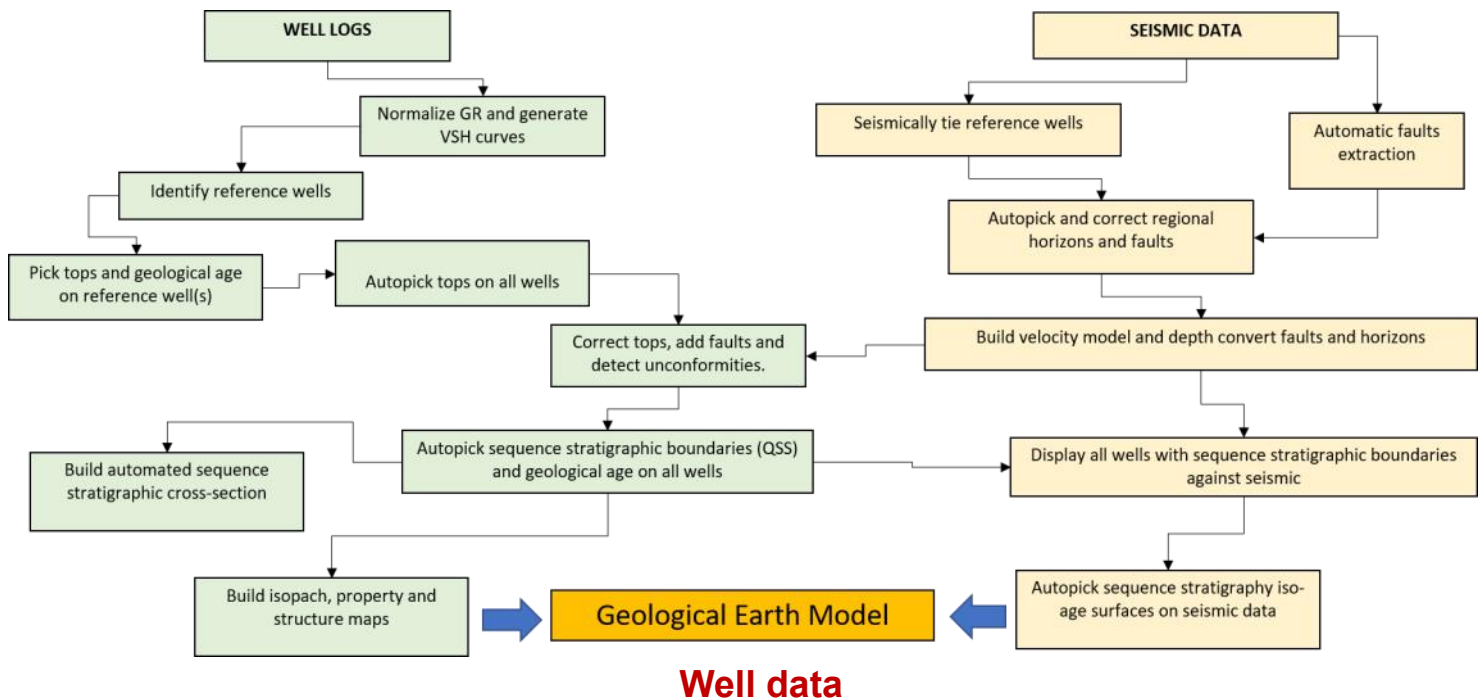 WELL LOGS
Normalize GR and generate
VSH curves
Identify reference wells
Pick tops and geological age
on reference well(s)
Autopick tops on all wells
Correct tops, add faults and
detect unconformities.
Autopick sequence stratigraphic boundaries (QSS)
and geological age on all wells
Build automated sequence
stratigraphic cross-section
Build isopach, property and
structure maps
SEISMIC DATA
Seismically tie reference wells
Automatic faults
extraction
Autopick and correct regional
horizons and faults
Build velocity model and depth convert faults and horizons
Display all wells with sequence stratigraphic boundaries
against seismic
Autopick sequence stratigraphy iso-
age surfaces on seismic data
Geological Earth Model
Well data